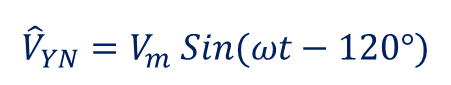 V̂_YN = V_m Sin(ωt − 120°)